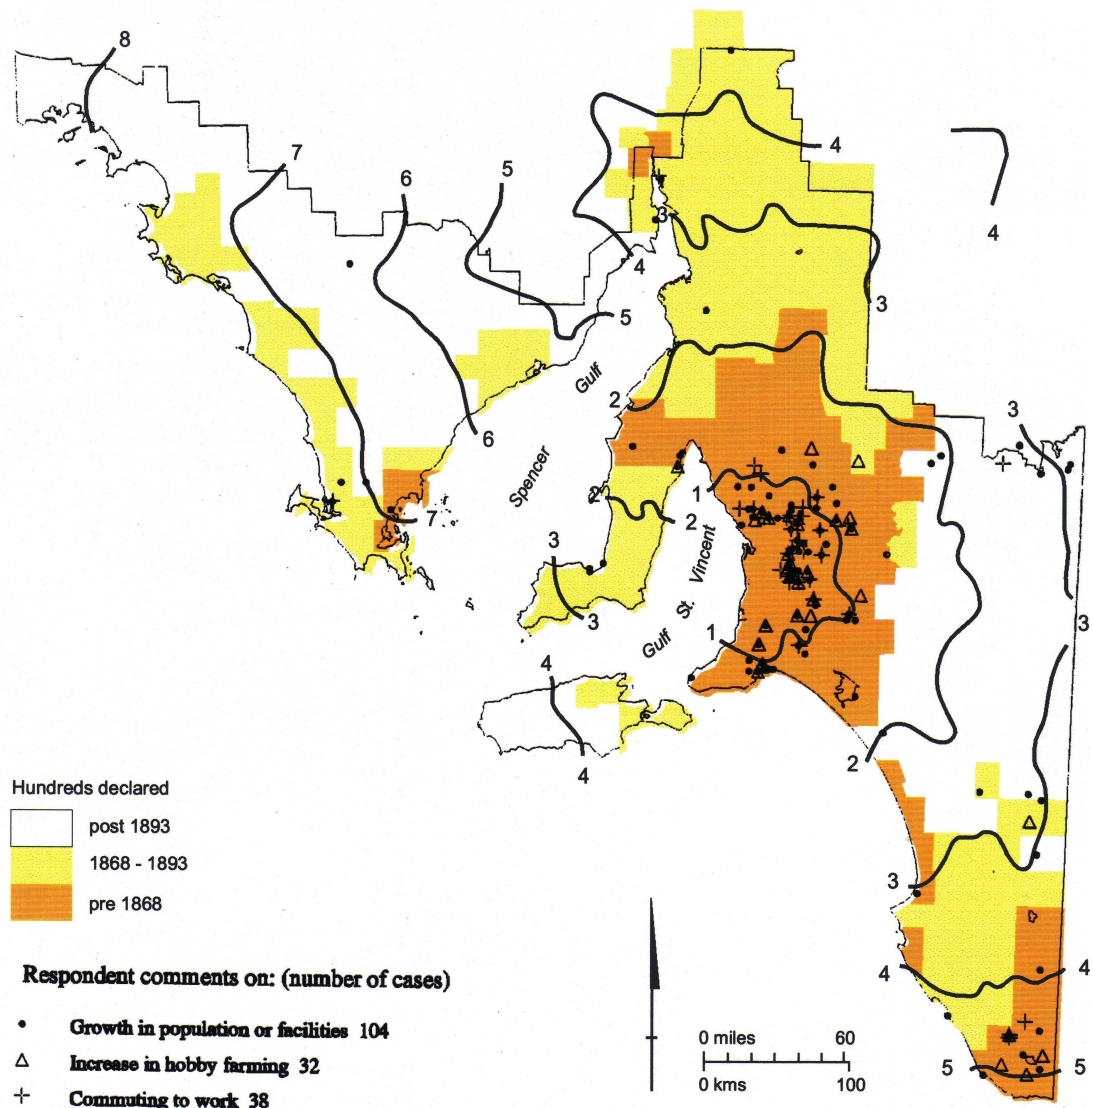 8
7
6
5
4
4
3
4
5
3
2
6
3
1
2
2
7
3
3
3
1
4
4
2
3
4
4
5
5
Gulf
Spencer
Gulf St. Vincent
Hundreds declared
post 1893
1868 - 1893
pre 1868
Respondent comments on: (number of cases)
Growth in population or facilities 104
Increase in hobby farming 32
Commuting to work 38
0 miles 60
0 kms 100